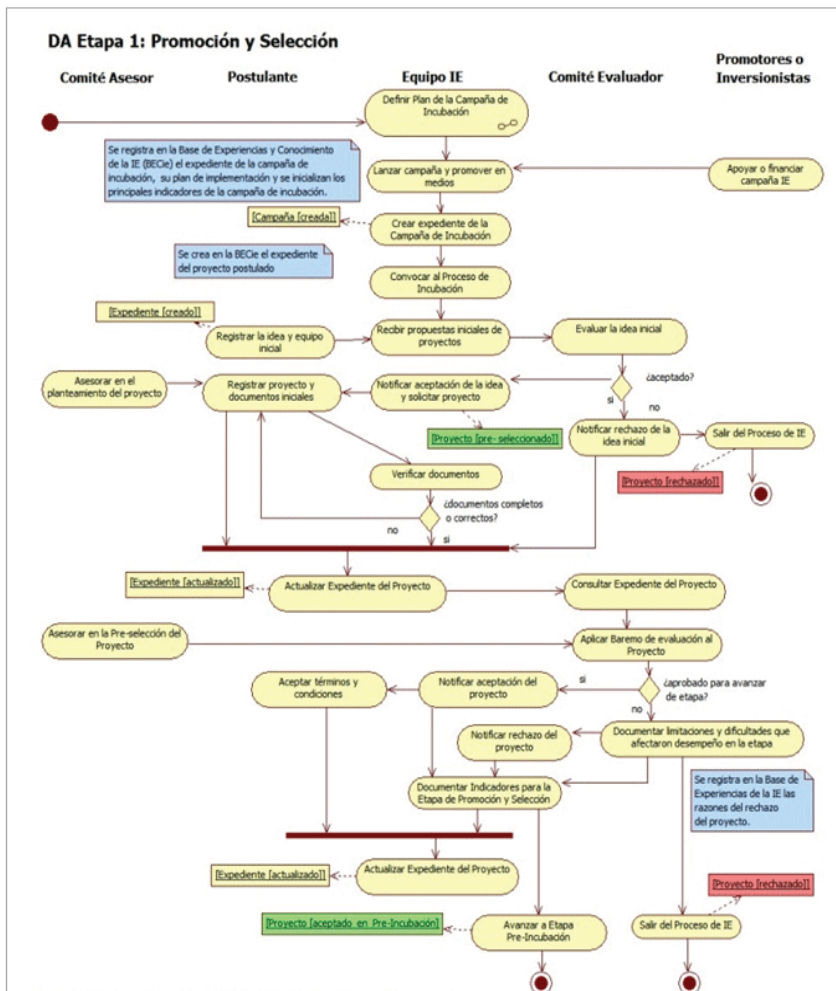 DA Etapa 1: Promoción y Selección
Comité Asesor
Postulante
Equipo IE
Comité Evaluador
Promotores o
Inversionistas
Definir Plan de la Campaña de
Incubación
Se registra en la Base de Experiencias y Conocimiento
de la IE (BECie) el expediente de la campaña de
incubación, su plan de implementación y se inicializan los
principales indicadores de la campaña de incubación.
Lanzar campaña y promover en
medios
Apoyar o financiar
campaña IE
[Campaña [creada]]
Crear expediente de la
Campaña de Incubación
Se crea en la BECie el expediente
del proyecto postulado
Convocar al Proceso de
Incubación
[Expediente [creado]]
Registrar la idea y equipo
inicial
Recibir propuestas iniciales de
proyectos
Evaluar la idea inicial
¿aceptado?
si
no
Asesorar en el
planteamiento del proyecto
Registrar proyecto y
documentos iniciales
Notificar aceptación de la idea
y solicitar proyecto
Notificar rechazo de la
idea inicial
Salir del Proceso de IE
[Proyecto [pre- seleccionado]]
[Proyecto [rechazado]]
Verificar documentos
¿documentos completos
o correctos?
no
si
[Expediente [actualizado]]
Actualizar Expediente del Proyecto
Consultar Expediente del Proyecto
Asesorar en la Pre-selección del
Proyecto
Aplicar Baremo de evaluación al
Proyecto
Aceptar términos y
condiciones
Notificar aceptación del
proyecto
si
¿aprobado para avanzar
de etapa?
no
Notificar rechazo del
proyecto
Documentar limitaciones y dificultades que
afectaron desempeño en la etapa
Documentar Indicadores para la
Etapa de Promoción y Selección
Se registra en la Base de
Experiencias de la IE las
razones del rechazo
del proyecto.
[Expediente [actualizado]]
Actualizar Expediente del Proyecto
[Proyecto [rechazado]]
[Proyecto [aceptado en Pre-Incubación]
Avanzar a Etapa
Pre-Incubación
Salir del Proceso de IE